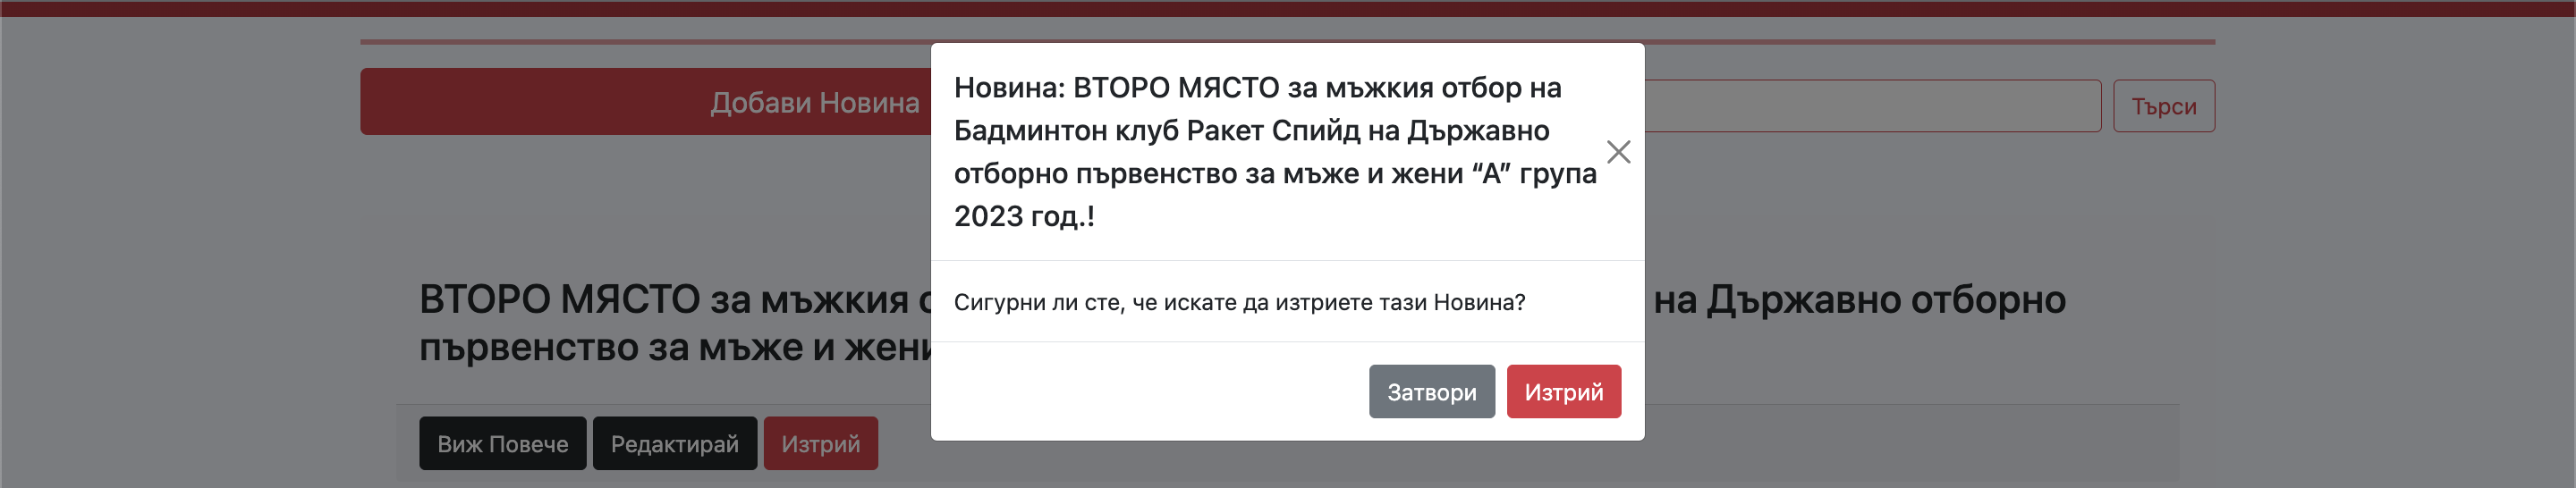 Добави Новина
Търси
Новина: ВТОРО МЯСТО за мъжкия отбор на
Бадминтон клуб Ракет Спийд на Държавно
отборно първенство за мъже и жени “А” група
2023 год.!
Сигурни ли сте, че искате да изтриете тази Новина?
Затвори Изтрий
ВТОРО МЯСТО за мъжкия на Държавно отборно
първенство за мъже и
Виж Повече Редактирай Изтрий